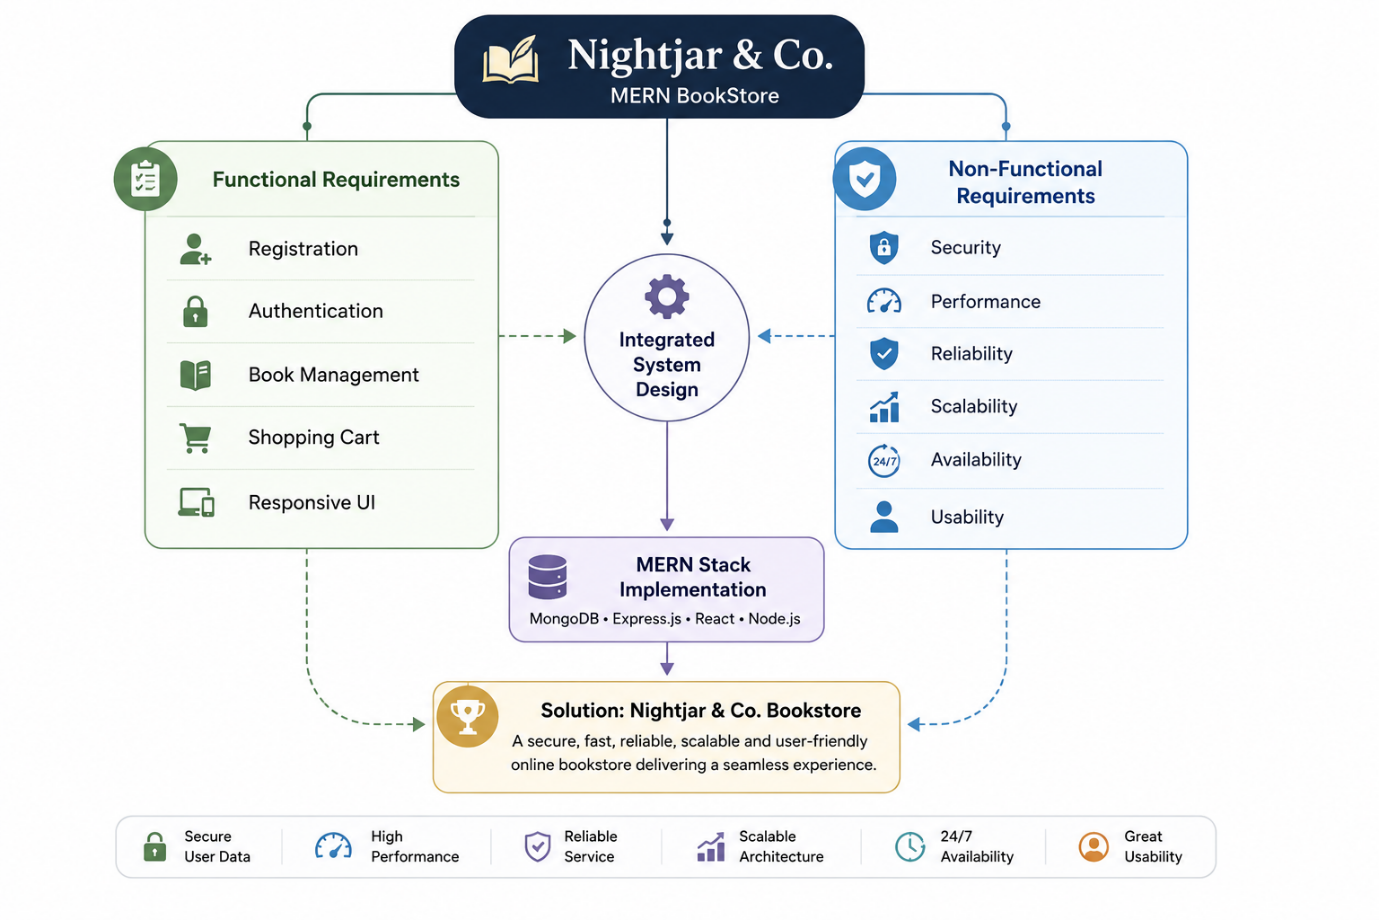 Nightjar & Co.
MERN BookStore
Functional Requirements
Registration
Authentication
Book Management
Shopping Cart
Responsive UI
Integrated
System
Design
Non-Functional
Requirements
Security
Performance
Reliability
Scalability
24/7
Availability
Usability
MERN Stack
Implementation
MongoDB • Express.js • React • Node.js
Solution: Nightjar & Co. Bookstore
A secure, fast, reliable, scalable and user-friendly
online bookstore delivering a seamless experience.
Secure
User Data
High
Performance
Reliable
Service
Scalable
Architecture
24/7
Availability
Great
Usability